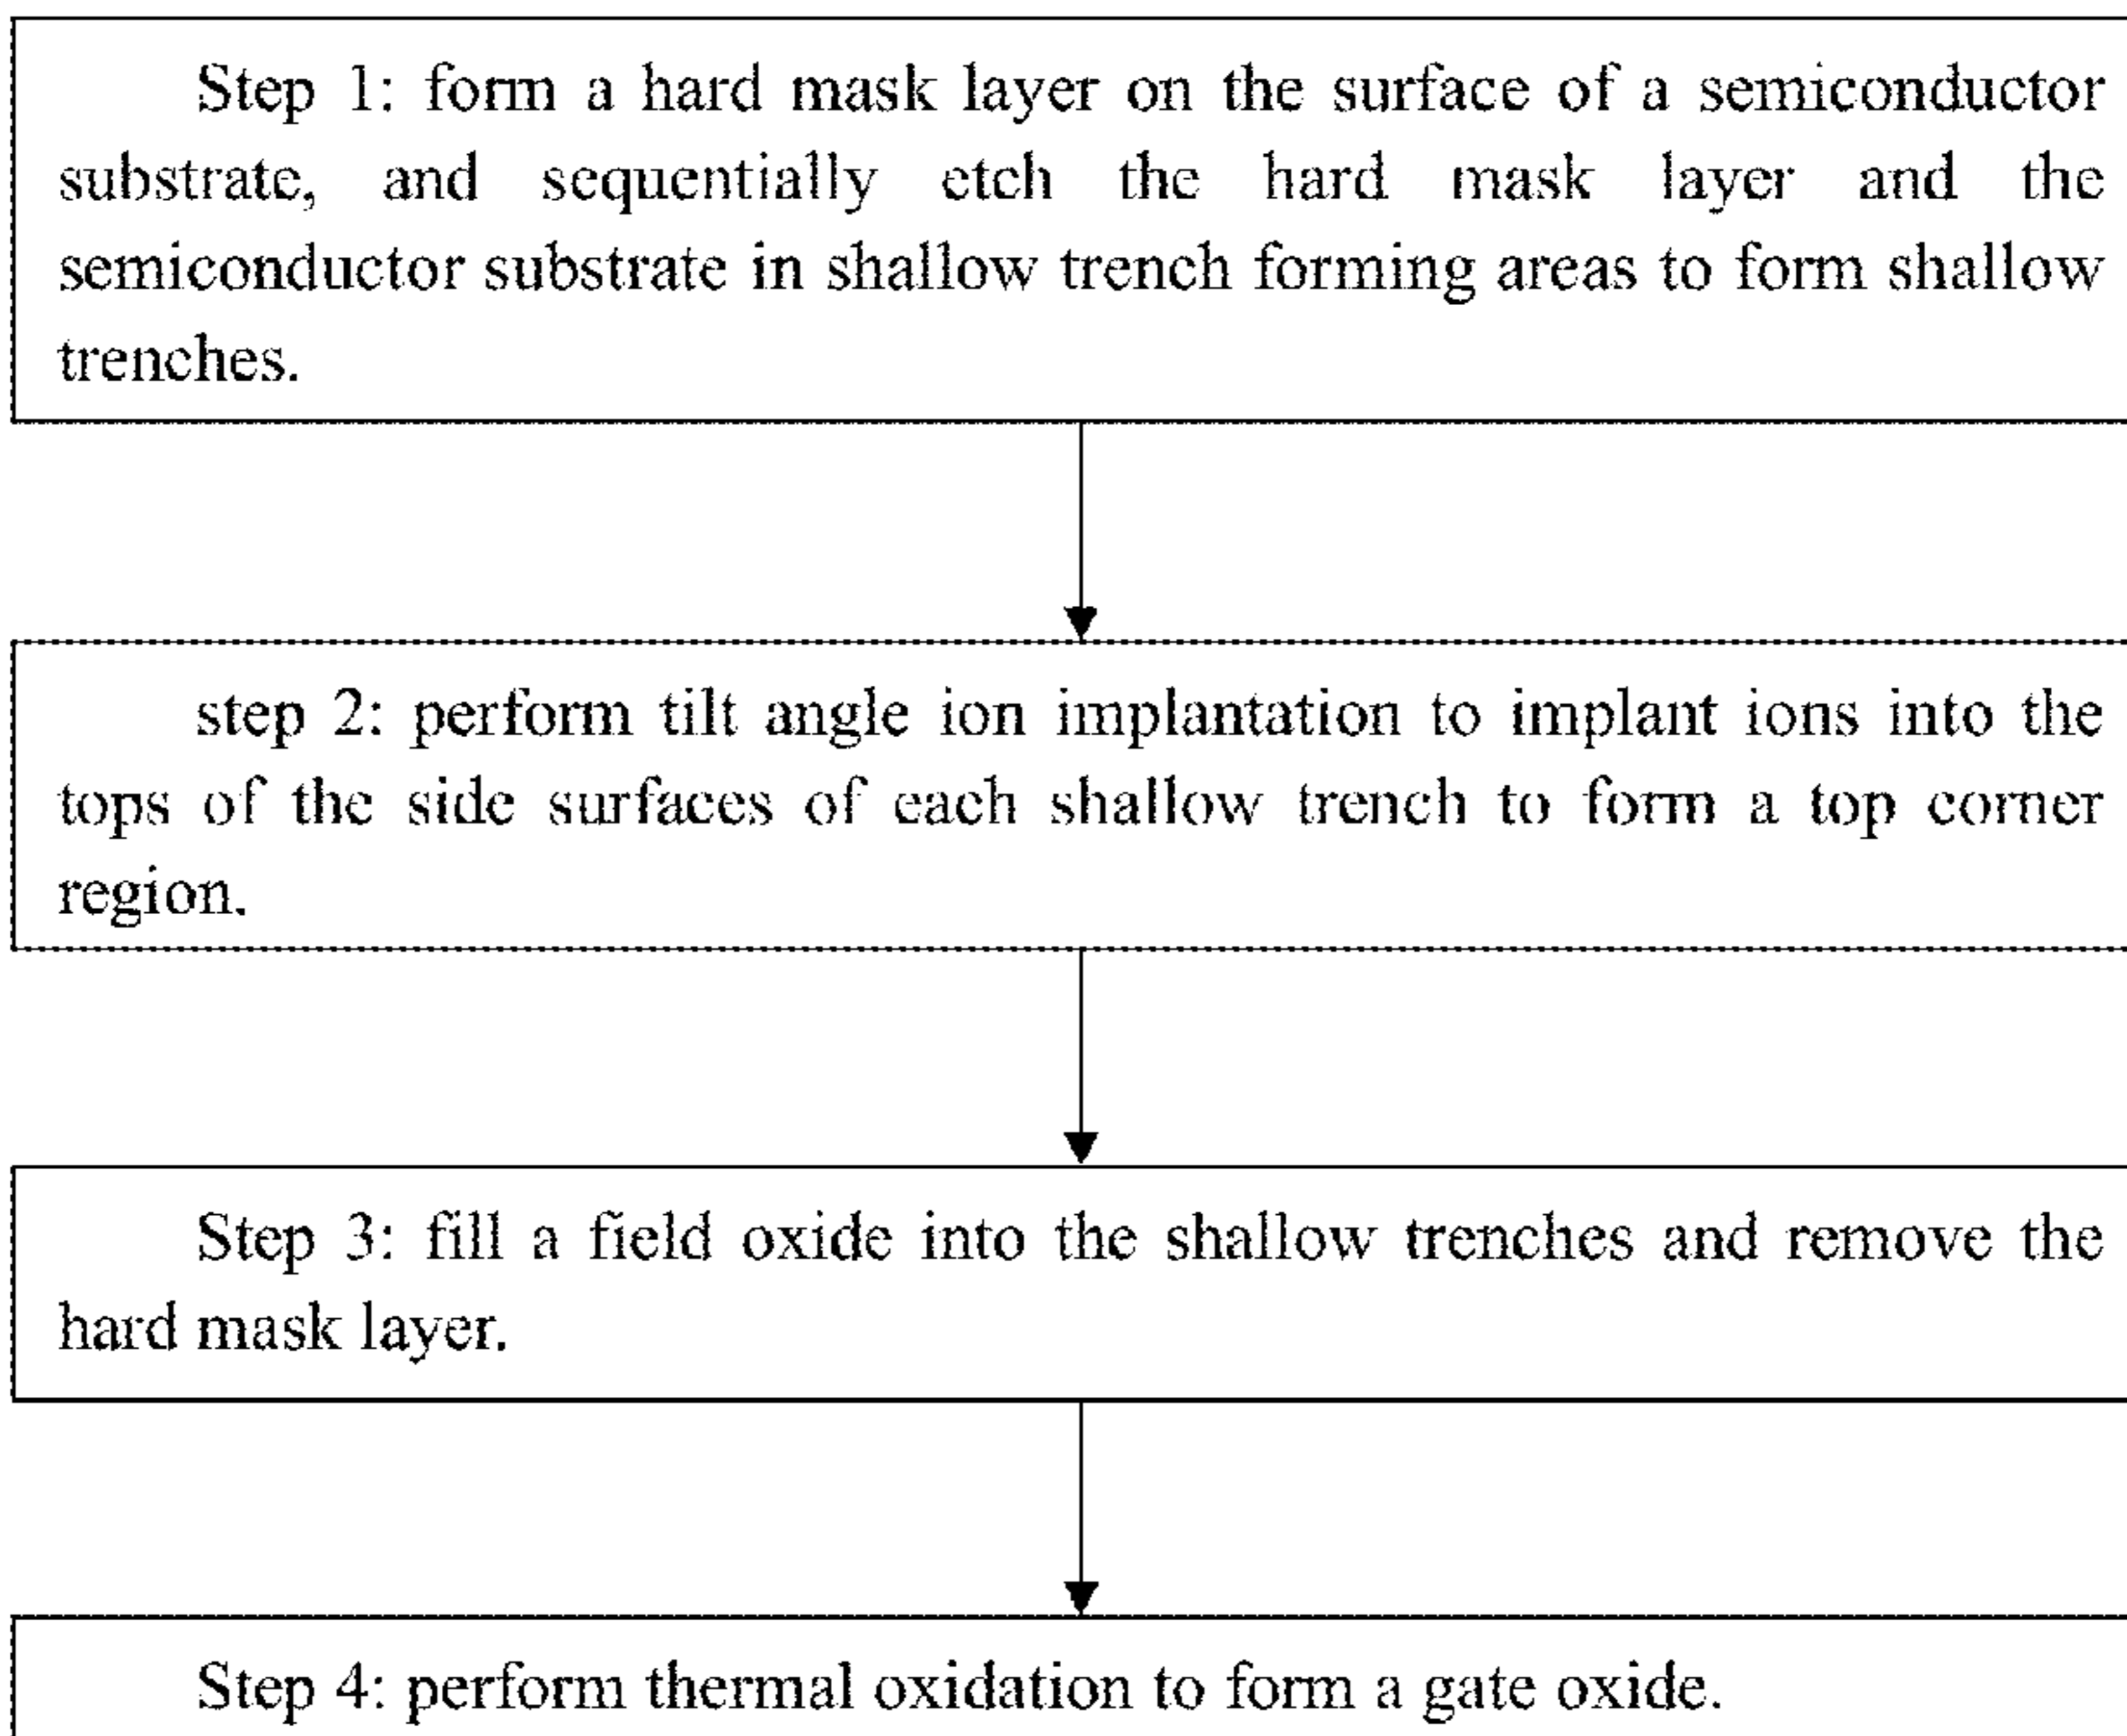 Step 1: form a hard mask layer on the surface of a semiconductor
substrate, and sequentially etch the hard mask layer and the
semiconductor substrate in shallow trench forming areas to form shallow
trenches.
step 2: perform tilt angle ion implantation to implant ions into the
tops of the side surfaces of each shallow trench to form a top corner
region.
Step 3: fill a field oxide into the shallow trenches and remove the
hard mask layer.
Step 4: perform thermal oxidation to form a gate oxide.